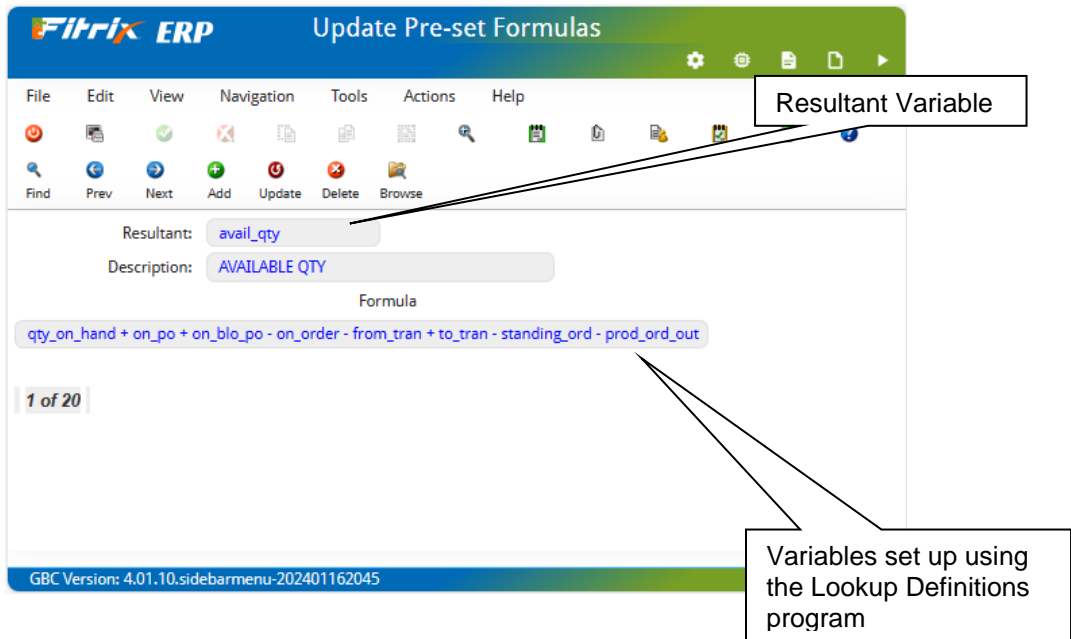 Fitrix ERP Update Pre-set Formulas
File Edit View Navigation Tools Actions Help
Resultant Variable
Find Prev Next Add Update Delete Browse
Resultant: avail_qty
Description: AVAILABLE QTY
Formula
qty_on_hand + on_po + on_blo_po - on_order - from_tran + to_tran - standing_ord - prod_ord_out
1 of 20
Variables set up using
the Lookup Definitions
program
GBC Version: 4.01.10.sidebarmenu-202401162045